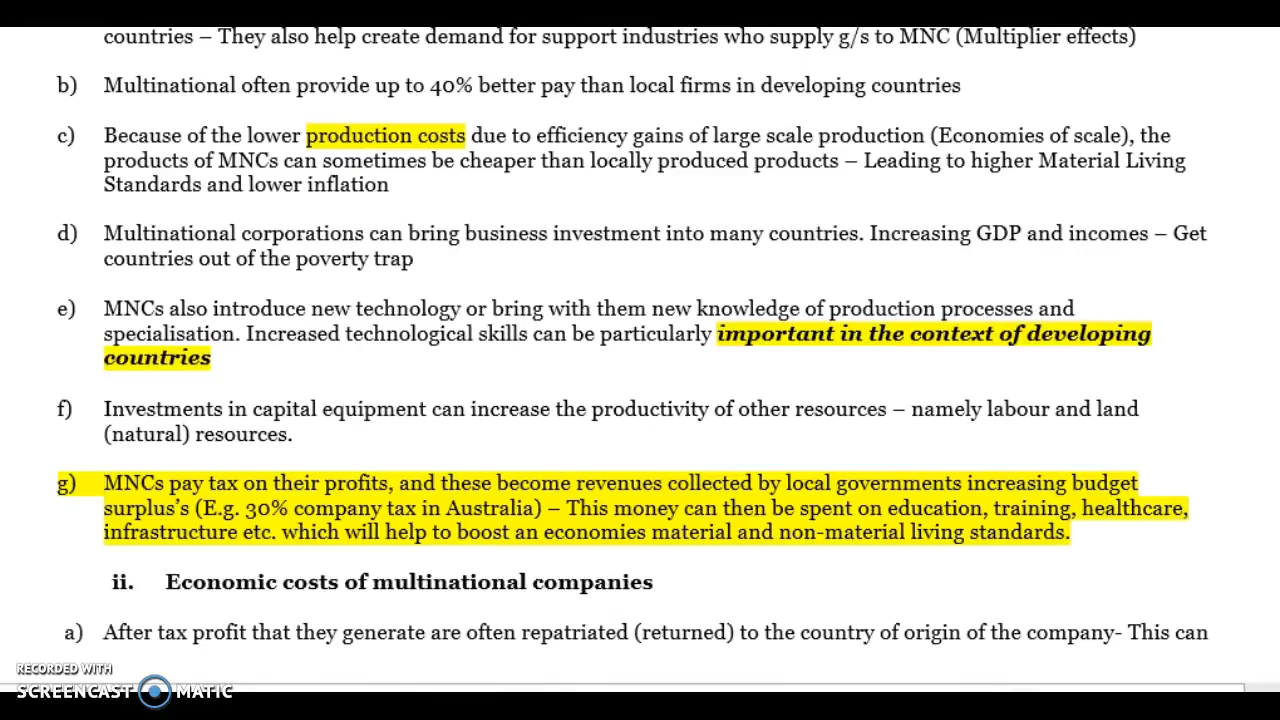 countries – They also help create demand for support industries who supply g/s to MNC (Multiplier effects)
b) Multinational often provide up to 40% better pay than local firms in developing countries
c) Because of the lower production costs due to efficiency gains of large scale production (Economies of scale), the
products of MNCs can sometimes be cheaper than locally produced products – Leading to higher Material Living
Standards and lower inflation
d) Multinational corporations can bring business investment into many countries. Increasing GDP and incomes – Get
countries out of the poverty trap
e) MNCs also introduce new technology or bring with them new knowledge of production processes and
specialisation. Increased technological skills can be particularly important in the context of developing
countries
f) Investments in capital equipment can increase the productivity of other resources – namely labour and land
(natural) resources.
g) MNCs pay tax on their profits, and these become revenues collected by local governments increasing budget
surplus's (E.g. 30% company tax in Australia) – This money can then be spent on education, training, healthcare,
infrastructure etc. which will help to boost an economies material and non-material living standards.
ii. Economic costs of multinational companies
a) After tax profit that they generate are often repatriated (returned) to the country of origin of the company- This can
RECORDED WITH
SCREENCAST MATIC